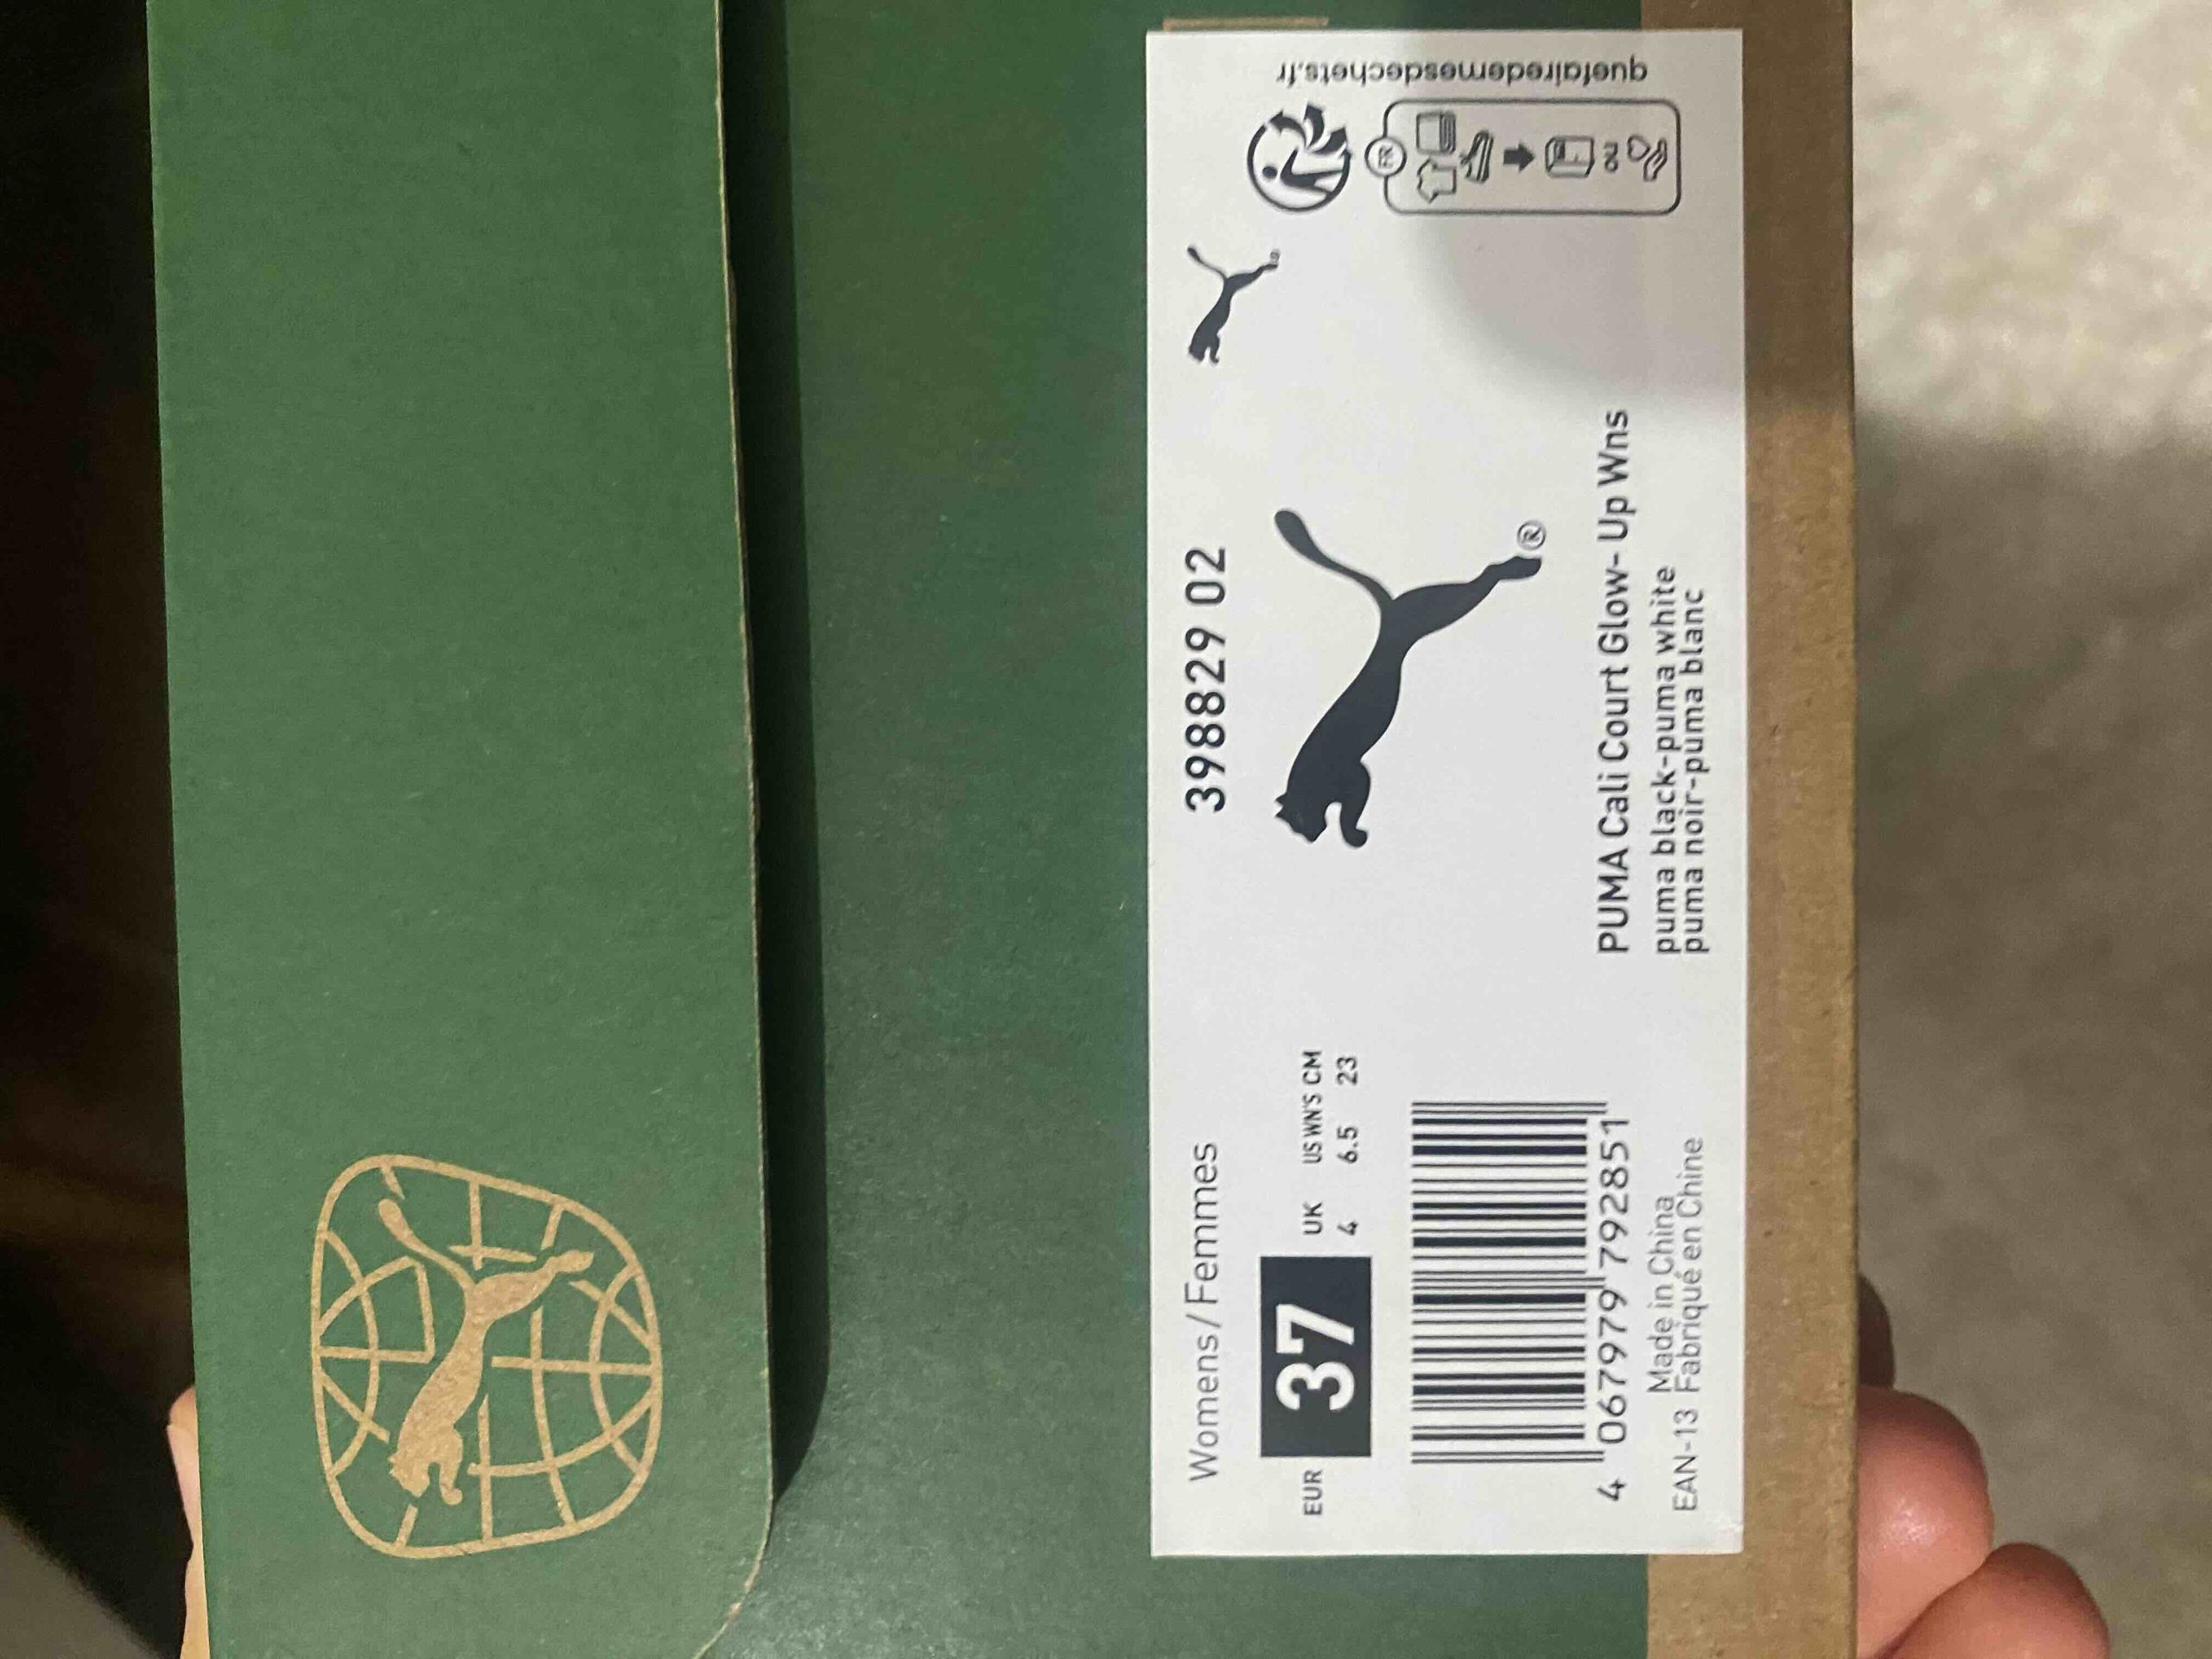 Womens / Femmes
398829 02
EUR 37
UK US WN'S CM
4 6.5 23
®
4 067979 792851
EAN-13
Made in China
Fabriqué en Chine
PUMA Cali Court Glow- Up Wns
puma black-puma white
puma noir-puma blanc
FR
ou
quefairedemesdechets.fr